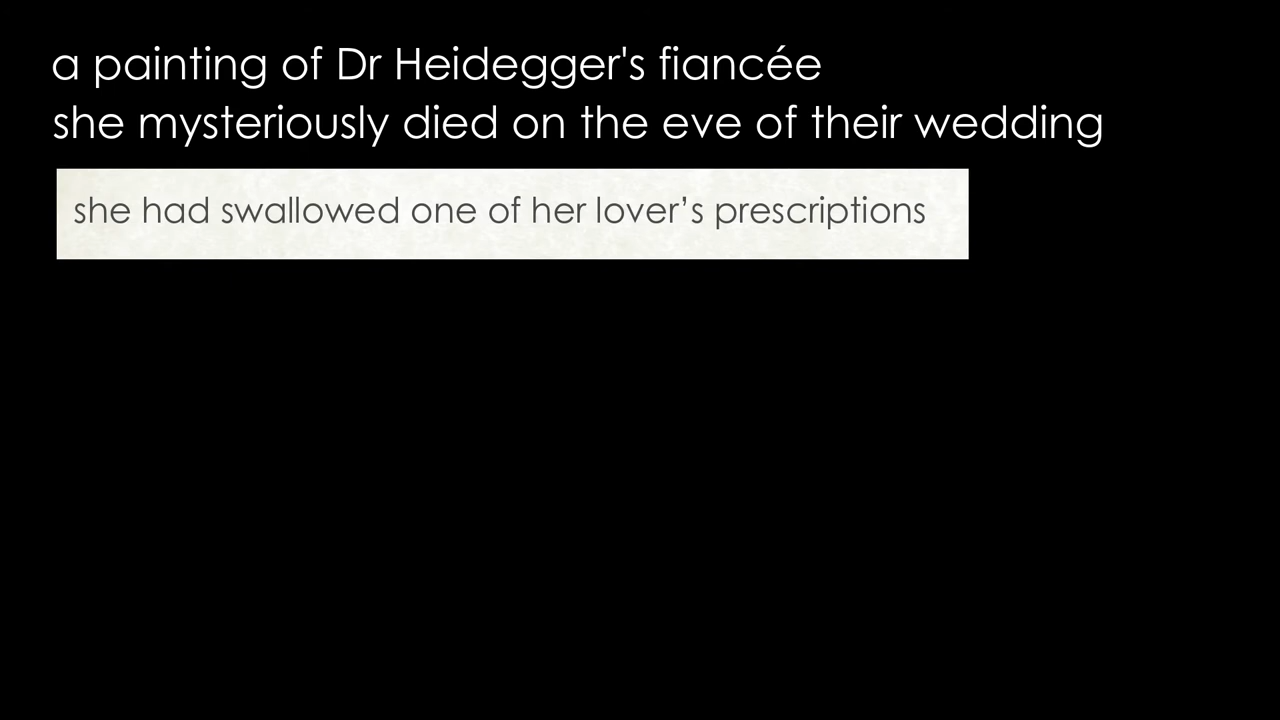 a painting of Dr Heidegger's fiancée
she mysteriously died on the eve of their wedding
she had swallowed one of her lover’s prescriptions